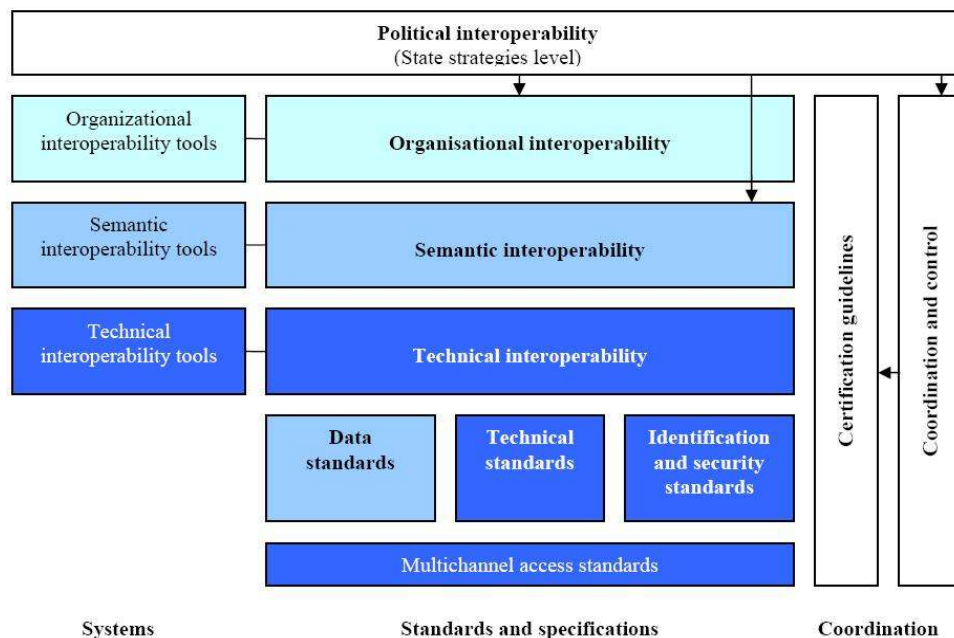 Political interoperability
(State strategies level)
Organizational
interoperability tools
Organisational interoperability
Semantic
interoperability tools
Semantic interoperability
Technical
interoperability tools
Technical interoperability
Data
standards
Technical
standards
Identification
and security
standards
Multichannel access standards
Certification guidelines
Coordination and control
Systems
Standards and specifications
Coordination